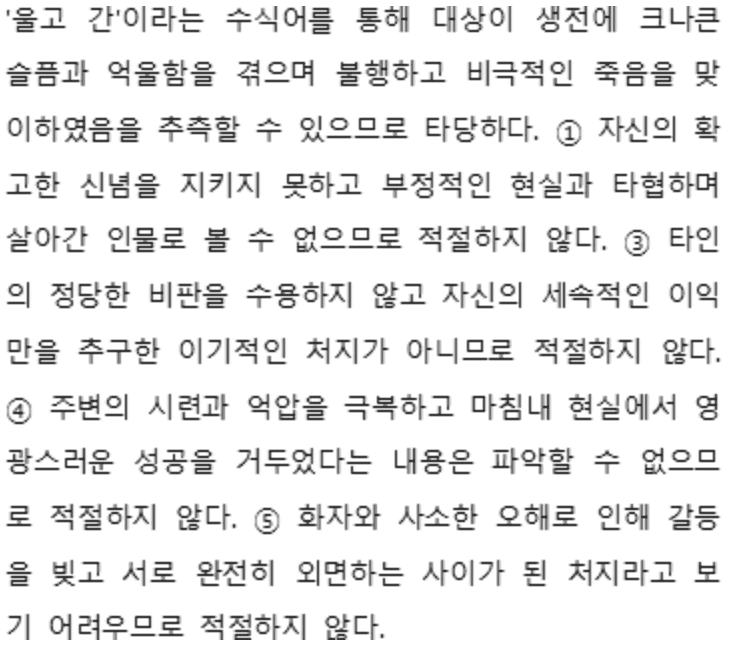 '울고 간'이라는 수식어를 통해 대상이 생전에 크나큰
슬픔과 억울함을 겪으며 불행하고 비극적인 죽음을 맞
이하였음을 추측할 수 있으므로 타당하다. ① 자신의 확
고한 신념을 지키지 못하고 부정적인 현실과 타협하며
살아간 인물로 볼 수 없으므로 적절하지 않다. ③ 타인
의 정당한 비판을 수용하지 않고 자신의 세속적인 이익
만을 추구한 이기적인 처지가 아니므로 적절하지 않다.
④ 주변의 시련과 억압을 극복하고 마침내 현실에서 영
광스러운 성공을 거두었다는 내용은 파악할 수 없으므
로 적절하지 않다. ⑤ 화자와 사소한 오해로 인해 갈등
을 빚고 서로 완전히 외면하는 사이가 된 처지라고 보
기 어려우므로 적절하지 않다.